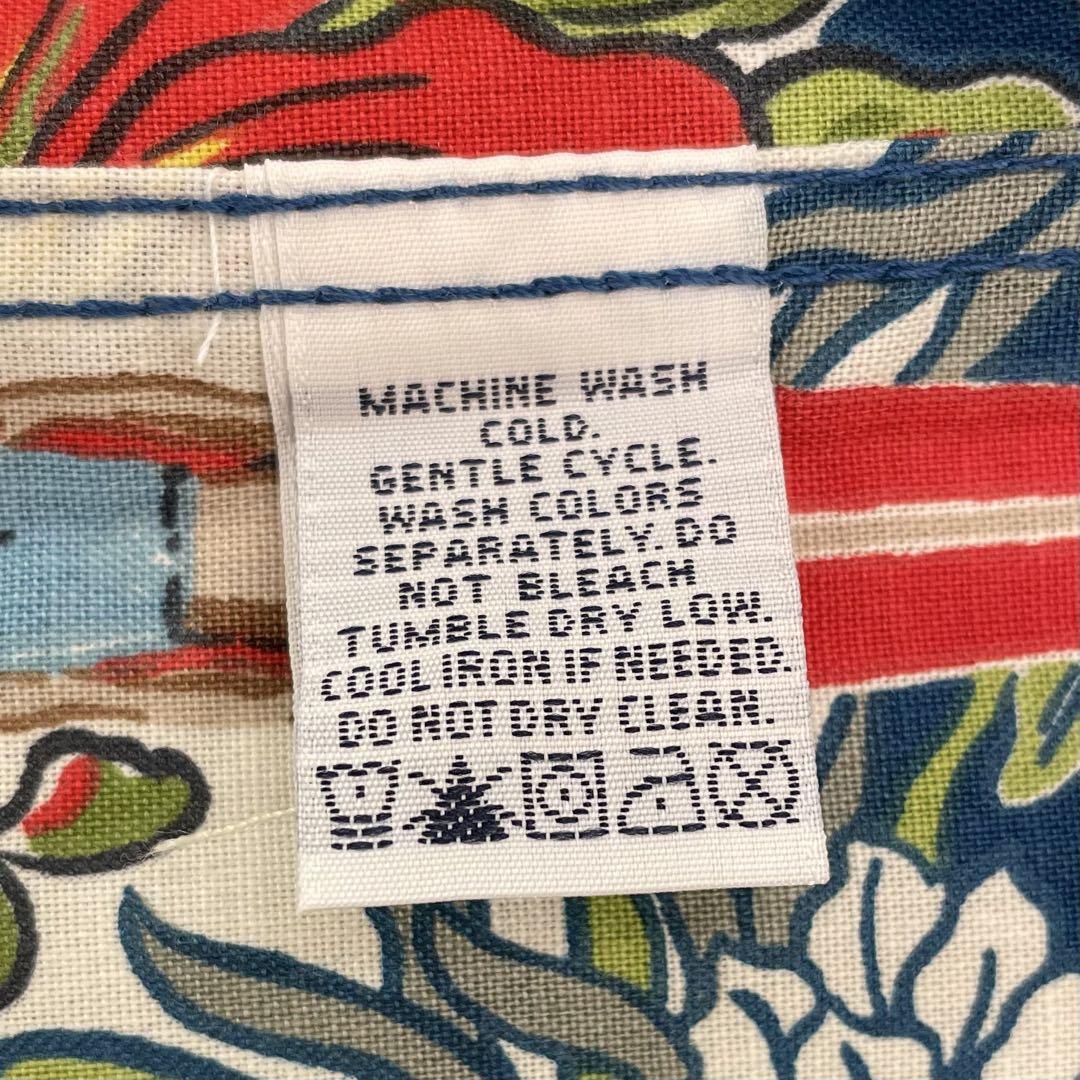 MACHINE WASH
COLD.
GENTLE CYCLE.
WASH COLORS
SEPARATELY. DO
NOT BLEACH
TUMBLE DRY LOW.
COOL IRON IF NEEDED.
DO NOT DRY CLEAN.